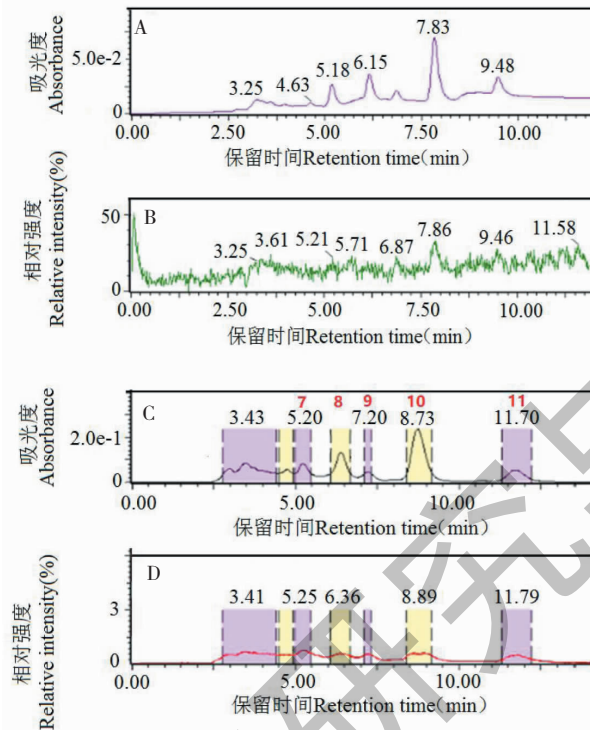 A
吸光度
Absorbance
5.0e-2
0
3.25
4.63
5.18
6.15
7.83
9.48
0.00
2.50
5.00
7.50
10.00
保留时间Retention time(min)
B
相对强度
Relative intensity(%)
50
0
3.25
3.61
5.21
5.71
6.87
7.86
9.46
11.58
0.00
2.50
5.00
7.50
10.00
保留时间Retention time(min)
C
吸光度
Absorbance
2.0e-1
0
7
8
9
10
11
3.43
5.20
7.20
8.73
11.70
0.00
5.00
10.00
保留时间Retention time(min)
D
相对强度
Relative intensity(%)
3
0
3.41
5.25
6.36
8.89
11.79
0.00
5.00
10.00
保留时间Retention time(min)
研究